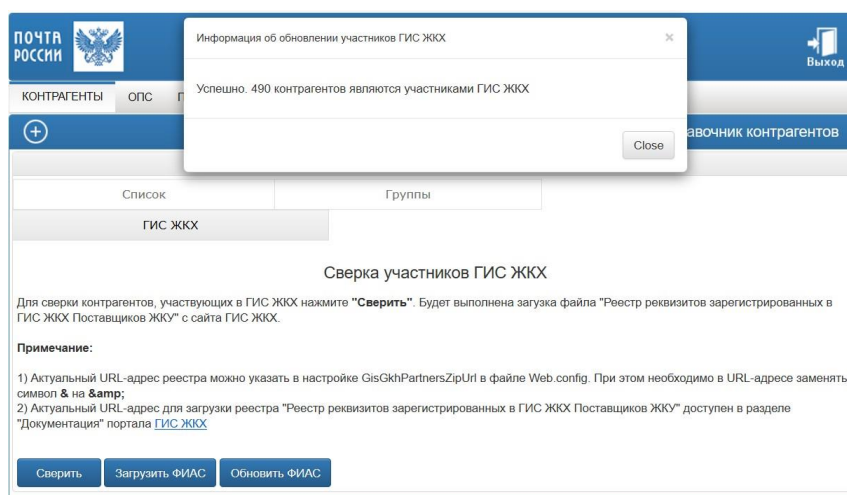 ПОЧТА
РОССИИ
Информация об обновлении участников ГИС ЖКХ
×
Выход
Успешно. 490 контрагентов являются участниками ГИС ЖКХ
КОНТРАГЕНТЫ ОПС
Close
Список Группы
ГИС ЖКХ
контрагентов
Сверка участников ГИС ЖКХ
Для сверки контрагентов, участвующих в ГИС ЖКХ нажмите "Сверить". Будет выполнена загузка файла "Реестр реквизитов зарегистрированных в
ГИС ЖКХ Поставщиков ЖКУ" с сайта ГИС ЖКХ.
Примечание:
1) Актуальный URL-адрес реестра можно указать в настройке GisGkhPartnersZipUrl в файле Web.config. При этом необходимо в URL-адресе заменять
символ & на &amp;
2) Актуальный URL-адрес для загрузки реестра "Реестр реквизитов зарегистрированных в ГИС ЖКХ Поставщиков ЖКУ" доступен в разделе
"Документация" портала ГИС ЖКХ
Сверить Загрузить ФИАС Обновить ФИАС